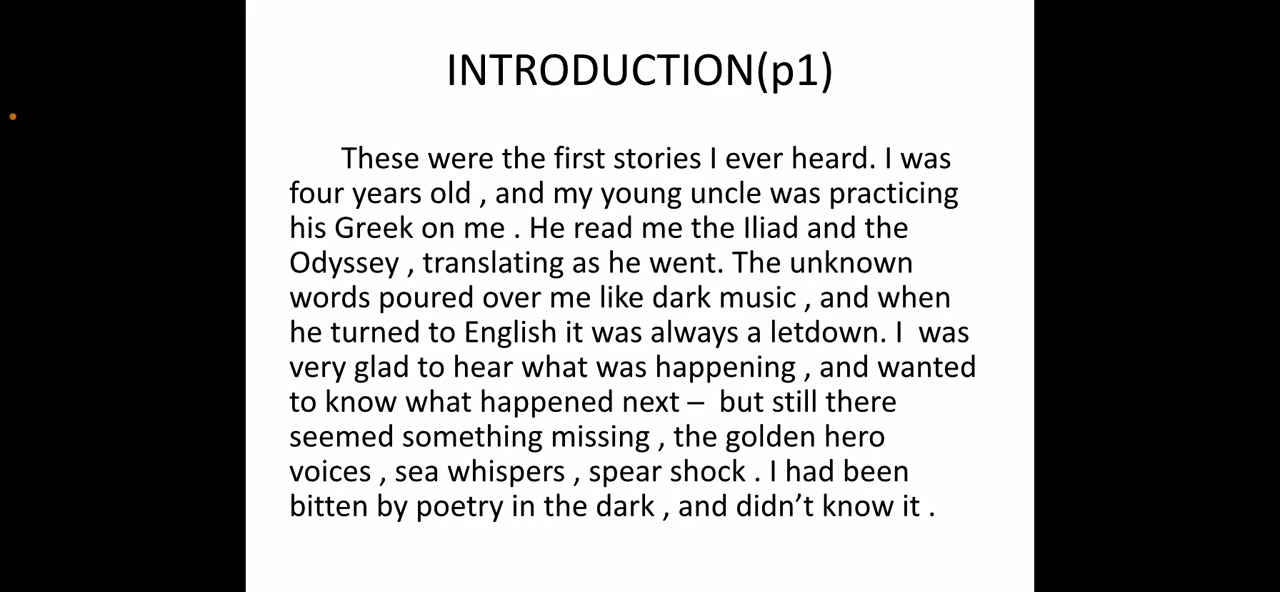 INTRODUCTION(p1)
These were the first stories I ever heard. I was
four years old , and my young uncle was practicing
his Greek on me . He read me the Iliad and the
Odyssey , translating as he went. The unknown
words poured over me like dark music , and when
he turned to English it was always a letdown. I  was
very glad to hear what was happening , and wanted
to know what happened next –  but still there
seemed something missing , the golden hero
voices , sea whispers , spear shock . I had been
bitten by poetry in the dark , and didn’t know it .